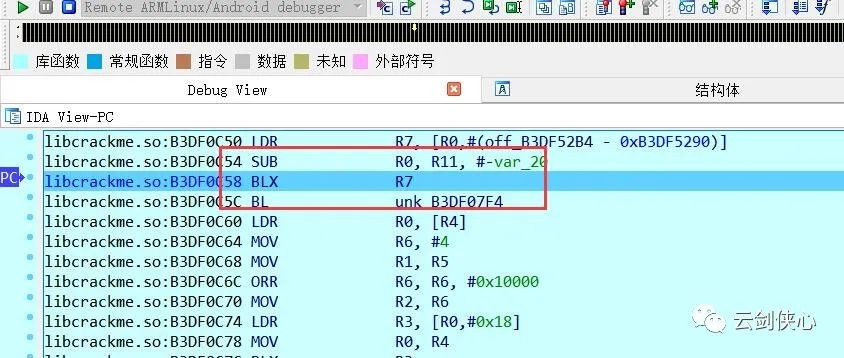 Remote ARMLinux/Android debugger
库函数 常规函数 指令 数据 未知 外部符号
Debug View 结构体
IDA View-PC
libcrackme.so:B3DF0C50 LDR R7, [R0,#(off_B3DF52B4 - 0xB3DF5290)]
libcrackme.so:B3DF0C54 SUB R0, R11, #-var_20
PC libcrackme.so:B3DF0C58 BLX R7
libcrackme.so:B3DF0C5C BL unk_B3DF07F4
libcrackme.so:B3DF0C60 LDR R0, [R4]
libcrackme.so:B3DF0C64 MOV R6, #4
libcrackme.so:B3DF0C68 MOV R1, R5
libcrackme.so:B3DF0C6C ORR R6, R6, #0x10000
libcrackme.so:B3DF0C70 MOV R2, R6
libcrackme.so:B3DF0C74 LDR R3, [R0,#0x18]
libcrackme.so:B3DF0C78 MOV R0, R4
libcrackme.so:B3DF0C7C BLX R3
云剑侠心